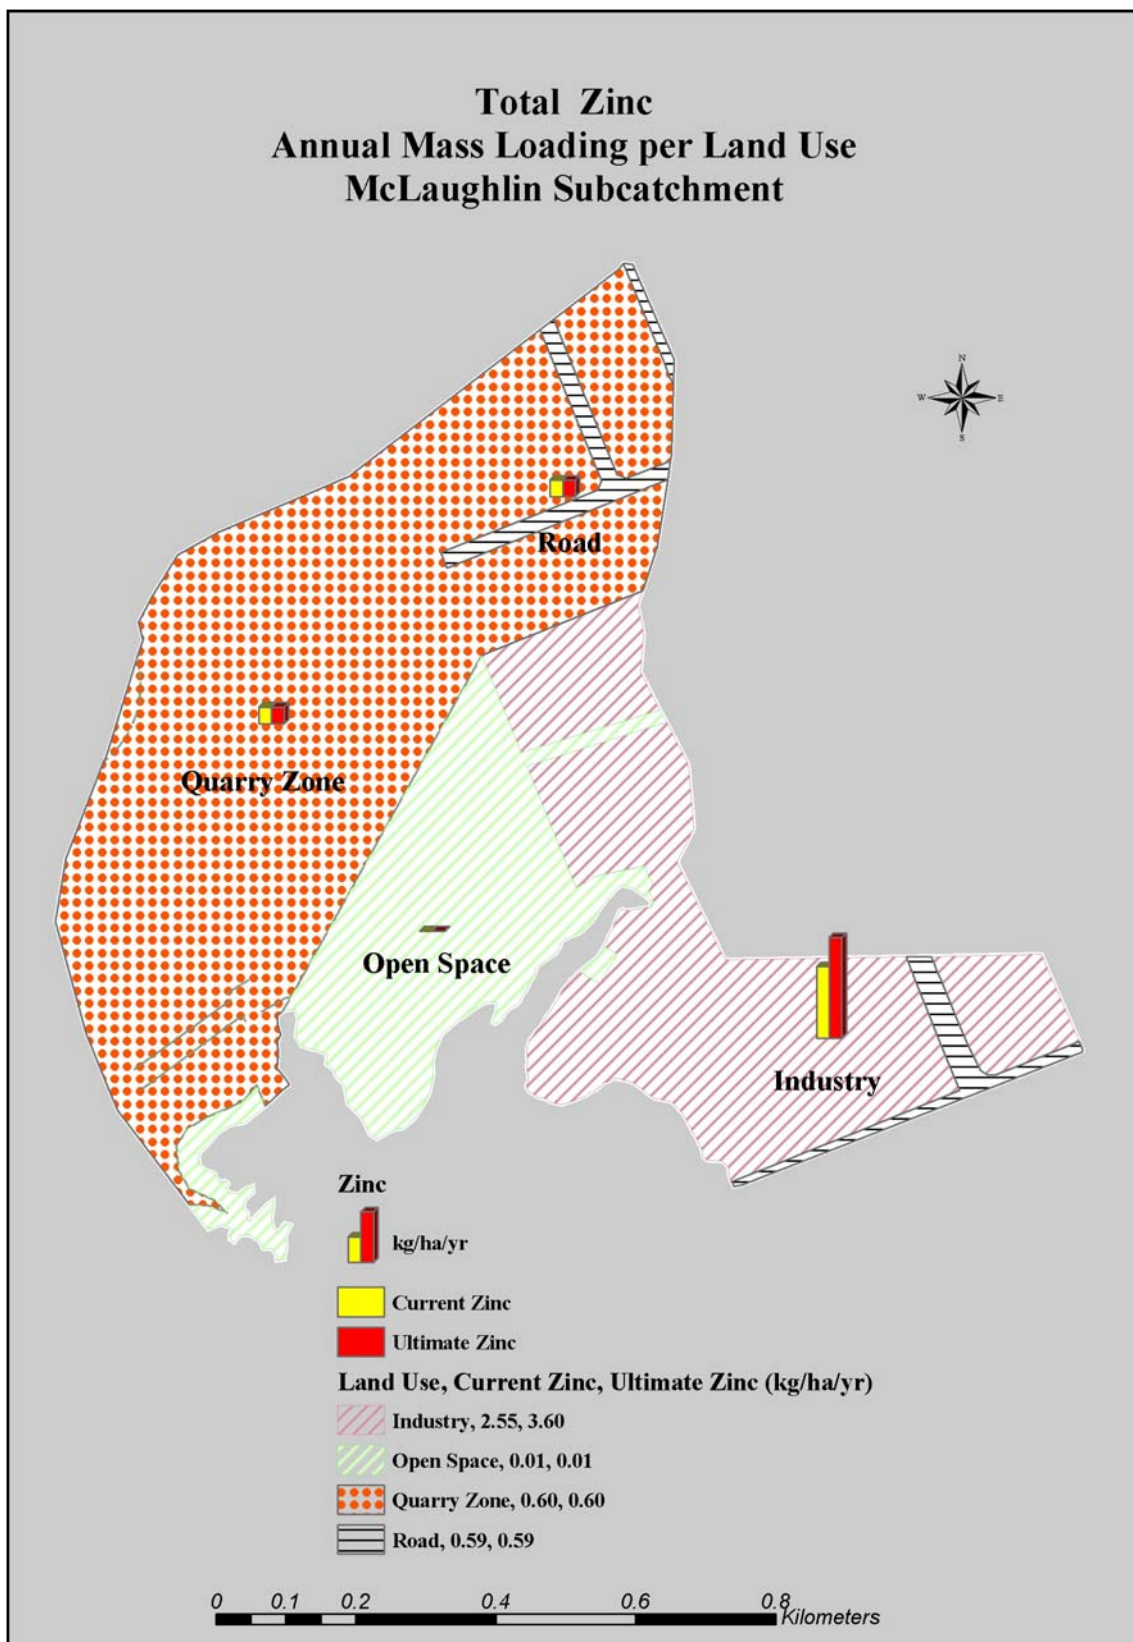 Total Zinc
Annual Mass Loading per Land Use
McLaughlin Subcatchment
N
W E
S
Road
Quarry Zone
Open Space
Industry
Zinc
kg/ha/yr
Current Zinc
Ultimate Zinc
Land Use, Current Zinc, Ultimate Zinc (kg/ha/yr)
Industry, 2.55, 3.60
Open Space, 0.01, 0.01
Quarry Zone, 0.60, 0.60
Road, 0.59, 0.59
0 0.1 0.2 0.4 0.6 0.8
Kilometers